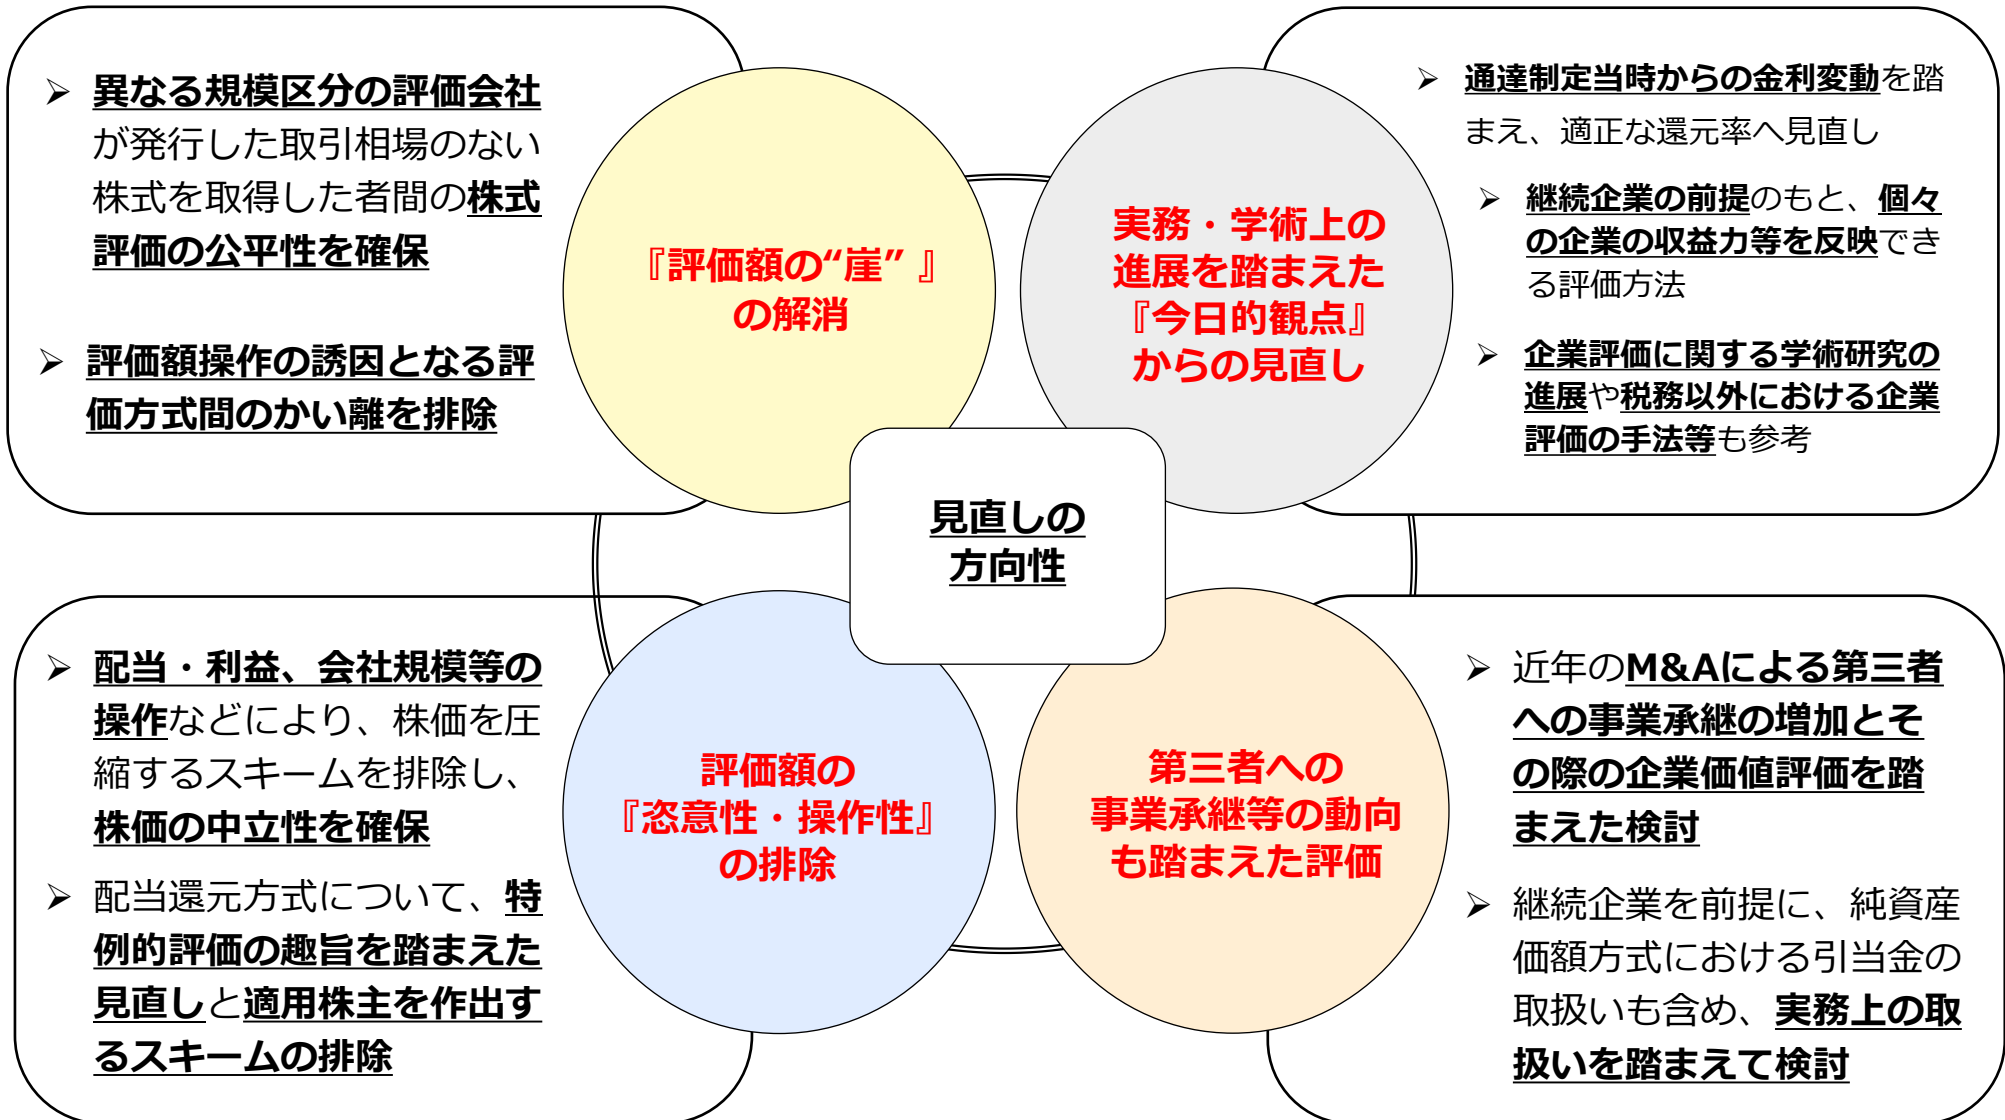 ➢ 異なる規模区分の評価会社
が発行した取引相場のない
株式を取得した者間の株式
評価の公平性を確保
➢ 評価額操作の誘因となる評
価方式間のかい離を排除
『評価額の“崖” 』
の解消
実務・学術上の
進展を踏まえた
『今日的観点』
からの見直し
➢ 通達制定当時からの金利変動を踏
まえ、適正な還元率へ見直し
➢ 継続企業の前提のもと、個々
の企業の収益力等を反映でき
る評価方法
➢ 企業評価に関する学術研究の
進展や税務以外における企業
評価の手法等も参考
見直しの
方向性
➢ 配当・利益、会社規模等の
操作などにより、株価を圧
縮するスキームを排除し、
株価の中立性を確保
➢ 配当還元方式について、特
例的評価の趣旨を踏まえた
見直しと適用株主を作出す
るスキームの排除
評価額の
『恣意性・操作性』
の排除
第三者への
事業承継等の動向
も踏まえた評価
➢ 近年のM&Aによる第三者
への事業承継の増加とそ
の際の企業価値評価を踏
まえた検討
➢ 継続企業を前提に、純資産
価額方式における引当金の
取扱いも含め、実務上の取
扱いを踏まえて検討